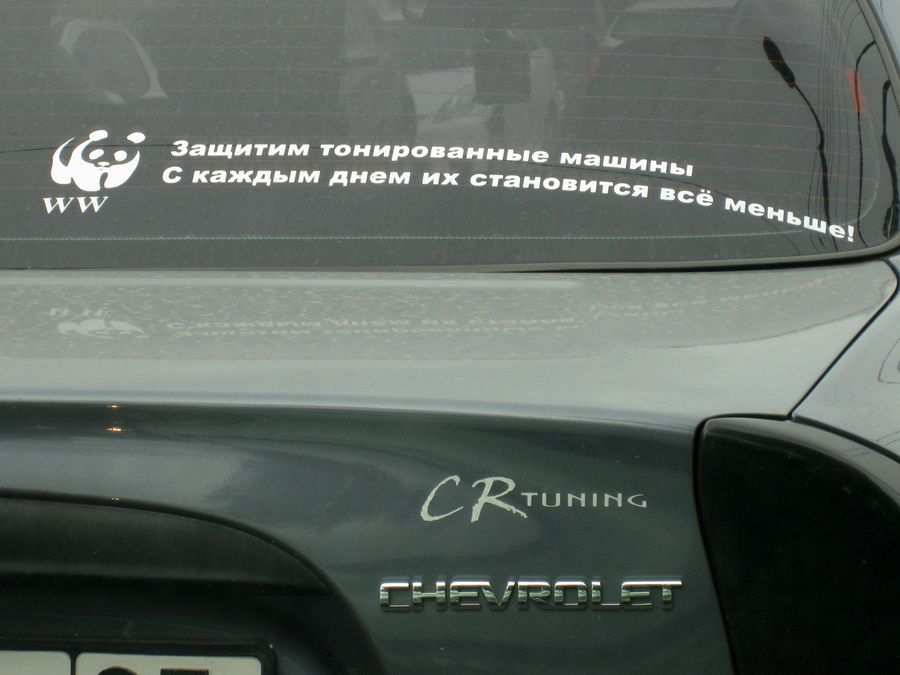 Защитим тонированные машины
С каждым днем их становится всё меньше!
WW
CR TUNING
CHEVROLET